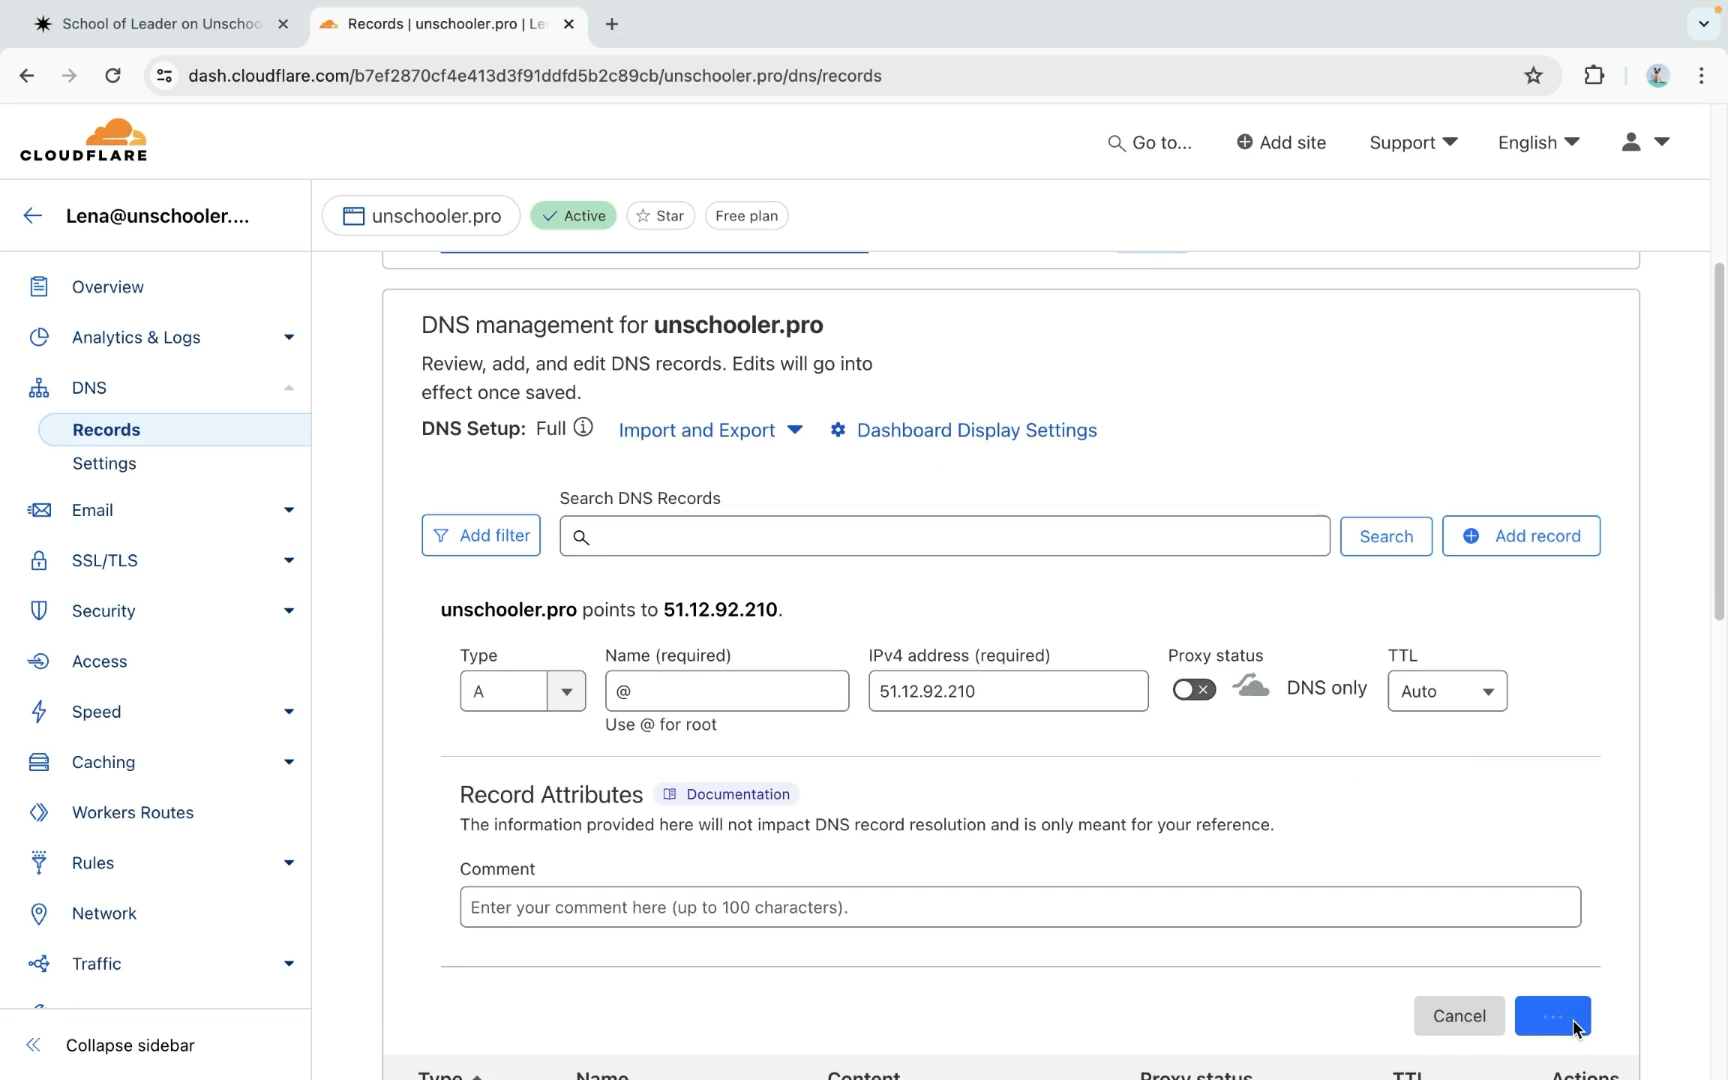 School of Leader on Unschoo
Records | unschooler.pro | Le
dash.cloudflare.com/b7ef2870cf4e413d3f91ddfd5b2c89cb/unschooler.pro/dns/records
CLOUDFLARE
Go to...
Add site
Support
English
Lena@unschooler....
unschooler.pro
Active
Star
Free plan
Overview
Analytics & Logs
DNS
Records
Settings
Email
SSL/TLS
Security
Access
Speed
Caching
Workers Routes
Rules
Network
Traffic
Collapse sidebar
DNS management for unschooler.pro
Review, add, and edit DNS records. Edits will go into
effect once saved.
DNS Setup: Full
Import and Export
Dashboard Display Settings
Search DNS Records
Add filter
Search
Add record
unschooler.pro points to 51.12.92.210.
Type
Name (required)
IPv4 address (required)
Proxy status
TTL
A
@
51.12.92.210
DNS only
Auto
Use @ for root
Record Attributes
Documentation
The information provided here will not impact DNS record resolution and is only meant for your reference.
Comment
Enter your comment here (up to 100 characters).
Cancel
...
Type
Name
Content
Proxy status
TTL
Actions